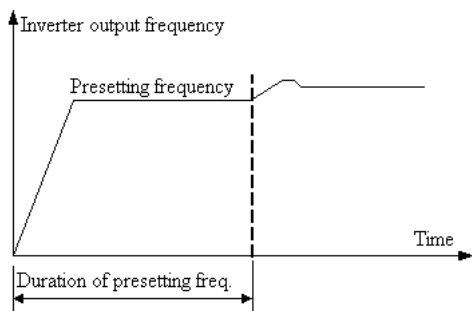 Inverter output frequency
Presetting frequency
Time
Duration of presetting freq.